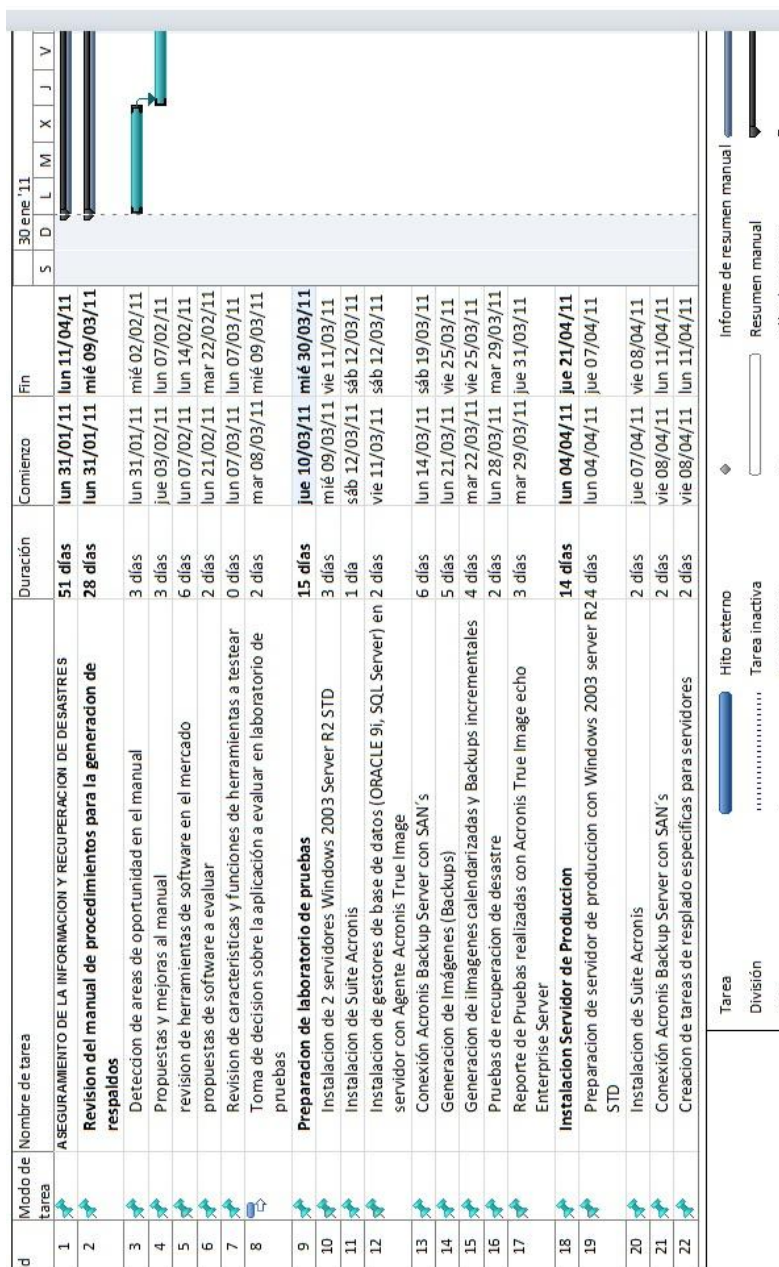 d Modo de tarea Nombre de tarea Duración Comienzo Fin 30 ene '11
S D L M X J V
1 ASEGURAMIENTO DE LA INFORMACION Y RECUPERACION DE DESASTRES 51 días lun 31/01/11 lun 11/04/11
2 Revision del manual de procedimientos para la generacion de respaldos 28 días lun 31/01/11 mié 09/03/11
3 Deteccion de areas de oportunidad en el manual 3 días lun 31/01/11 mié 02/02/11
4 Propuestas y mejoras al manual 3 días jue 03/02/11 lun 07/02/11
5 revision de herramientas de software en el mercado 6 días lun 07/02/11 lun 14/02/11
6 propuestas de software a evaluar 2 días lun 21/02/11 mar 22/02/11
7 Revision de caracteristicas y funciones de herramientas a testear 0 días lun 07/03/11 lun 07/03/11
8 Toma de decision sobre la aplicación a evaluar en laboratorio de pruebas 2 días mar 08/03/11 mié 09/03/11
9 Preparacion de laboratorio de pruebas 15 días jue 10/03/11 mié 30/03/11
10 Instalacion de 2 servidores Windows 2003 Server R2 STD 3 días mié 09/03/11 vie 11/03/11
11 Instalacion de Suite Acronis 1 día sáb 12/03/11 sáb 12/03/11
12 Instalacion de gestores de base de datos (ORACLE 9i, SQL Server) en servidor con Agente Acronis True Image 2 días vie 11/03/11 sáb 12/03/11
13 Conexión Acronis Backup Server con SAN´s 6 días lun 14/03/11 sáb 19/03/11
14 Generacion de Imágenes (Backups) 5 días lun 21/03/11 vie 25/03/11
15 Generacion de iImagenes calendarizadas y Backups incrementales 4 días mar 22/03/11 vie 25/03/11
16 Pruebas de recuperacion de desastre 2 días lun 28/03/11 mar 29/03/11
17 Reporte de Pruebas realizadas con Acronis True Image echo Enterprise Server 3 días mar 29/03/11 jue 31/03/11
18 Instalacion Servidor de Produccion 14 días lun 04/04/11 jue 21/04/11
19 Preparacion de servidor de produccion con Windows 2003 server R2 STD 4 días lun 04/04/11 jue 07/04/11
20 Instalacion de Suite Acronis 2 días jue 07/04/11 vie 08/04/11
21 Conexión Acronis Backup Server con SAN´s 2 días vie 08/04/11 lun 11/04/11
22 Creacion de tareas de resplado especificas para servidores 2 días vie 08/04/11 lun 11/04/11
Tarea Hito externo Informe de resumen manual
División Tarea inactiva Resumen manual